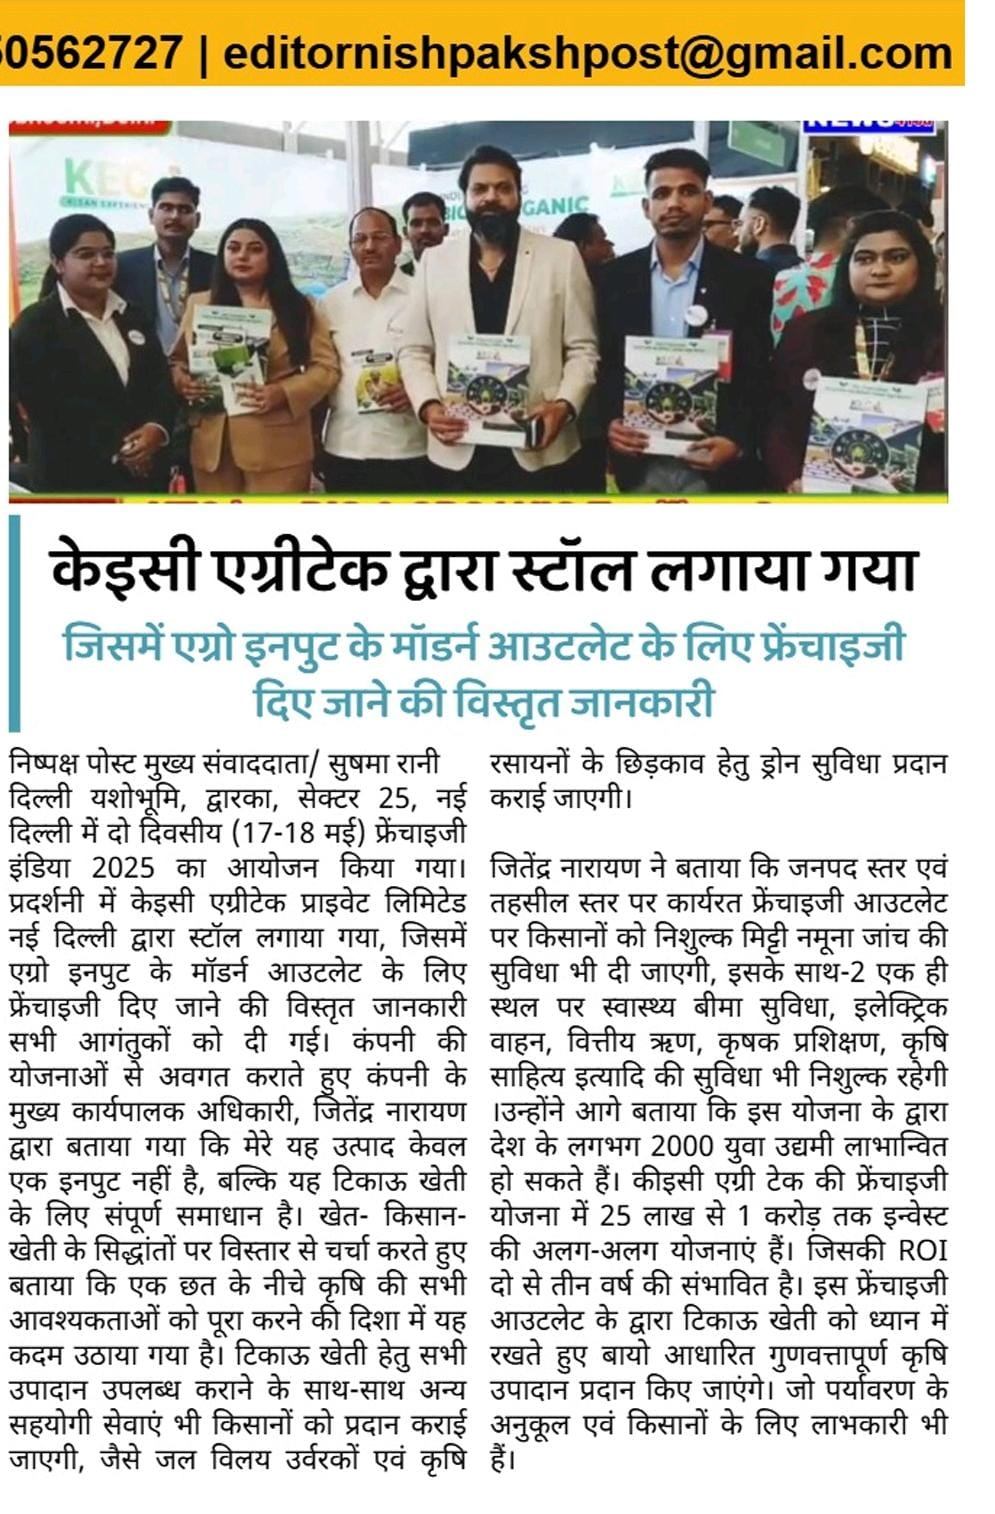 50562727 | editornishpakshpost@gmail.com
KEC
KISAN EXPERIENCE
केइसी एग्रीटेक द्वारा स्टॉल लगाया गया
जिसमें एग्रो इनपुट के मॉडर्न आउटलेट के लिए फ्रेंचाइजी
दिए जाने की विस्तृत जानकारी
निष्पक्ष पोस्ट मुख्य संवाददाता/ सुषमा रानी
दिल्ली यशोभूमि, द्वारका, सेक्टर 25, नई
दिल्ली में दो दिवसीय (17-18 मई) फ्रेंचाइजी
इंडिया 2025 का आयोजन किया गया।
प्रदर्शनी में केइसी एग्रीटेक प्राइवेट लिमिटेड
नई दिल्ली द्वारा स्टॉल लगाया गया, जिसमें
एग्रो इनपुट के मॉडर्न आउटलेट के लिए
फ्रेंचाइजी दिए जाने की विस्तृत जानकारी
सभी आगंतुकों को दी गई। कंपनी की
योजनाओं से अवगत कराते हुए कंपनी के
मुख्य कार्यपालक अधिकारी, जितेंद्र नारायण
द्वारा बताया गया कि मेरे यह उत्पाद केवल
एक इनपुट नहीं है, बल्कि यह टिकाऊ खेती
के लिए संपूर्ण समाधान है। खेत- किसान-
खेती के सिद्धांतों पर विस्तार से चर्चा करते हुए
बताया कि एक छत के नीचे कृषि की सभी
आवश्यकताओं को पूरा करने की दिशा में यह
कदम उठाया गया है। टिकाऊ खेती हेतु सभी
उपादान उपलब्ध कराने के साथ-साथ अन्य
सहयोगी सेवाएं भी किसानों को प्रदान कराई
जाएगी, जैसे जल विलय उर्वरकों एवं कृषि
रसायनों के छिड़काव हेतु ड्रोन सुविधा प्रदान
कराई जाएगी।
जितेंद्र नारायण ने बताया कि जनपद स्तर एवं
तहसील स्तर पर कार्यरत फ्रेंचाइजी आउटलेट
पर किसानों को निशुल्क मिट्टी नमूना जांच की
सुविधा भी दी जाएगी, इसके साथ-2 एक ही
स्थल पर स्वास्थ्य बीमा सुविधा, इलेक्ट्रिक
वाहन, वित्तीय ऋण, कृषक प्रशिक्षण, कृषि
साहित्य इत्यादि की सुविधा भी निशुल्क रहेगी
।उन्होंने आगे बताया कि इस योजना के द्वारा
देश के लगभग 2000 युवा उद्यमी लाभान्वित
हो सकते हैं। कीइसी एग्री टेक की फ्रेंचाइजी
योजना में 25 लाख से 1 करोड़ तक इन्वेस्ट
की अलग-अलग योजनाएं हैं। जिसकी ROI
दो से तीन वर्ष की संभावित है। इस फ्रेंचाइजी
आउटलेट के द्वारा टिकाऊ खेती को ध्यान में
रखते हुए बायो आधारित गुणवत्तापूर्ण कृषि
उपादान प्रदान किए जाएंगे। जो पर्यावरण के
अनुकूल एवं किसानों के लिए लाभकारी भी
हैं।